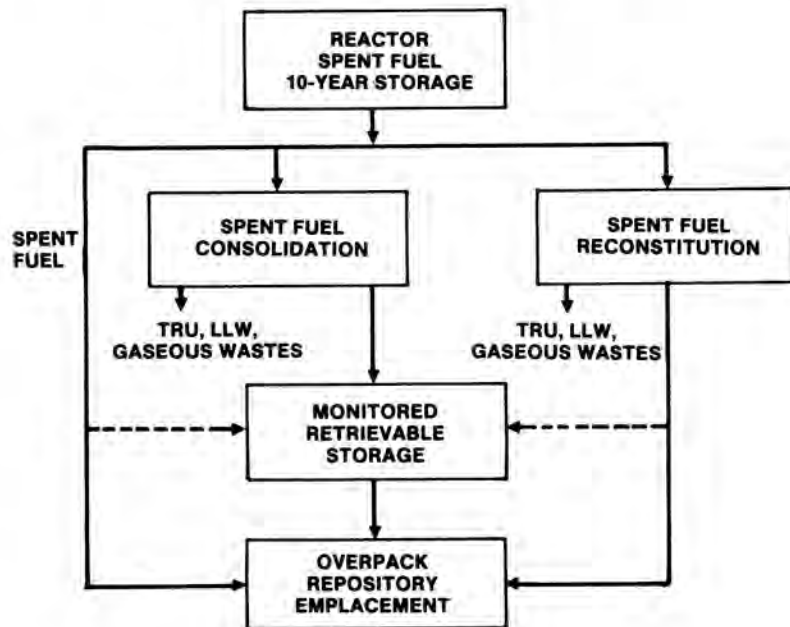 REACTOR
SPENT FUEL
10-YEAR STORAGE
SPENT
FUEL
SPENT FUEL
CONSOLIDATION
SPENT FUEL
RECONSTITUTION
TRU, LLW,
GASEOUS WASTES
TRU, LLW,
GASEOUS WASTES
MONITORED
RETRIEVABLE
STORAGE
OVERPACK
REPOSITORY
EMPLACEMENT